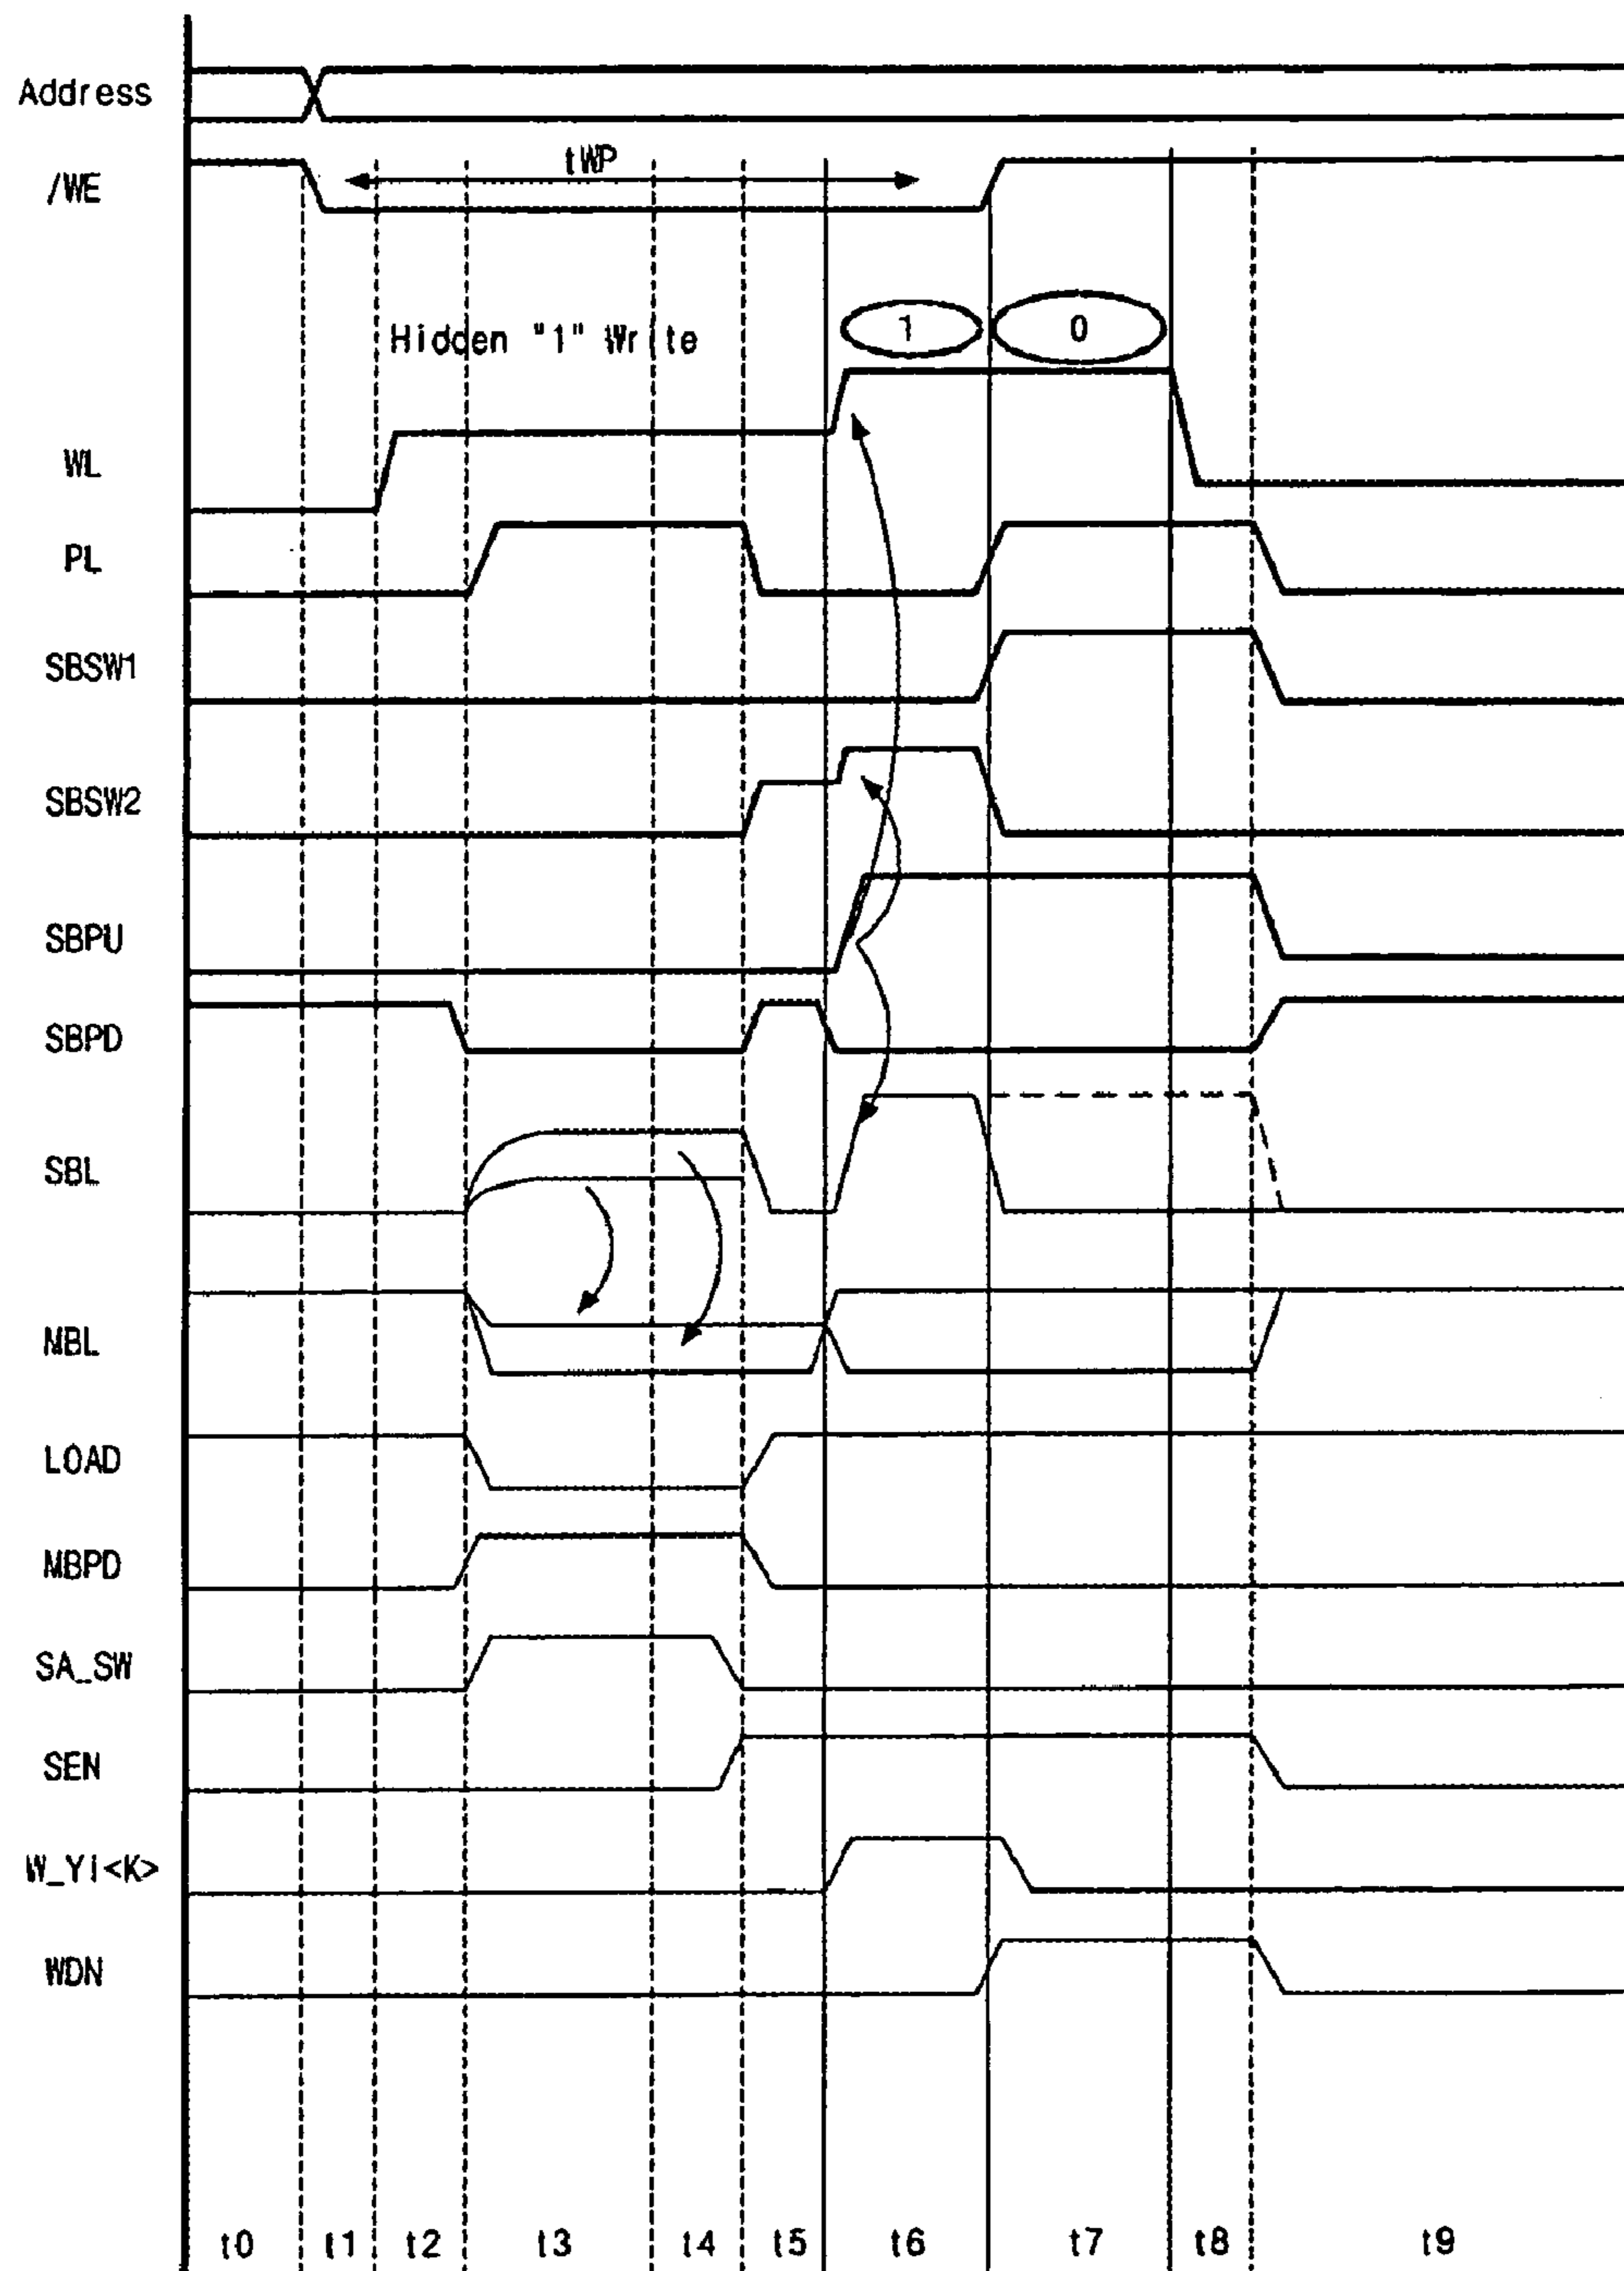 Address
/WE
tWP
1 0
Hidden "1" Write
WL
PL
SBSW1
SBSW2
SBPU
SBPD
SBL
MBL
LOAD
MBPD
SA_SW
SEN
W_Yi<K>
WDN
t0 t1 t2 t3 t4 t5 t6 t7 t8 t9